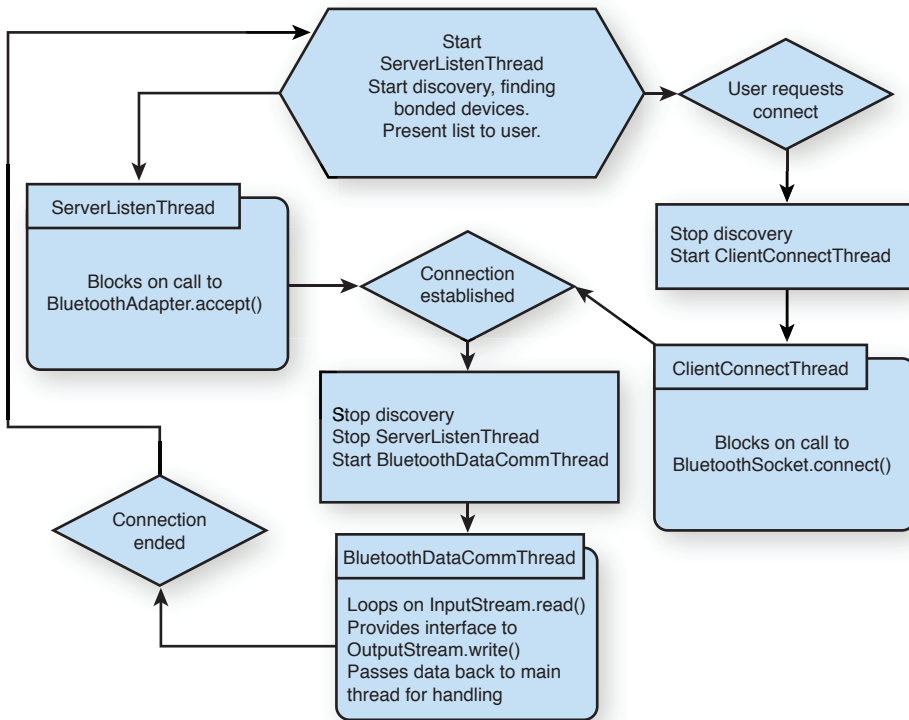 Start
ServerListenThread
Start discovery, finding
bonded devices.
Present list to user.
User requests
connect
ServerListenThread
Blocks on call to
BluetoothAdapter.accept()
Connection
established
Stop discovery
Start ClientConnectThread
ClientConnectThread
Blocks on call to
BluetoothSocket.connect()
Stop discovery
Stop ServerListenThread
Start BluetoothDataCommThread
Connection
ended
BluetoothDataCommThread
Loops on InputStream.read()
Provides interface to
OutputStream.write()
Passes data back to main
thread for handling